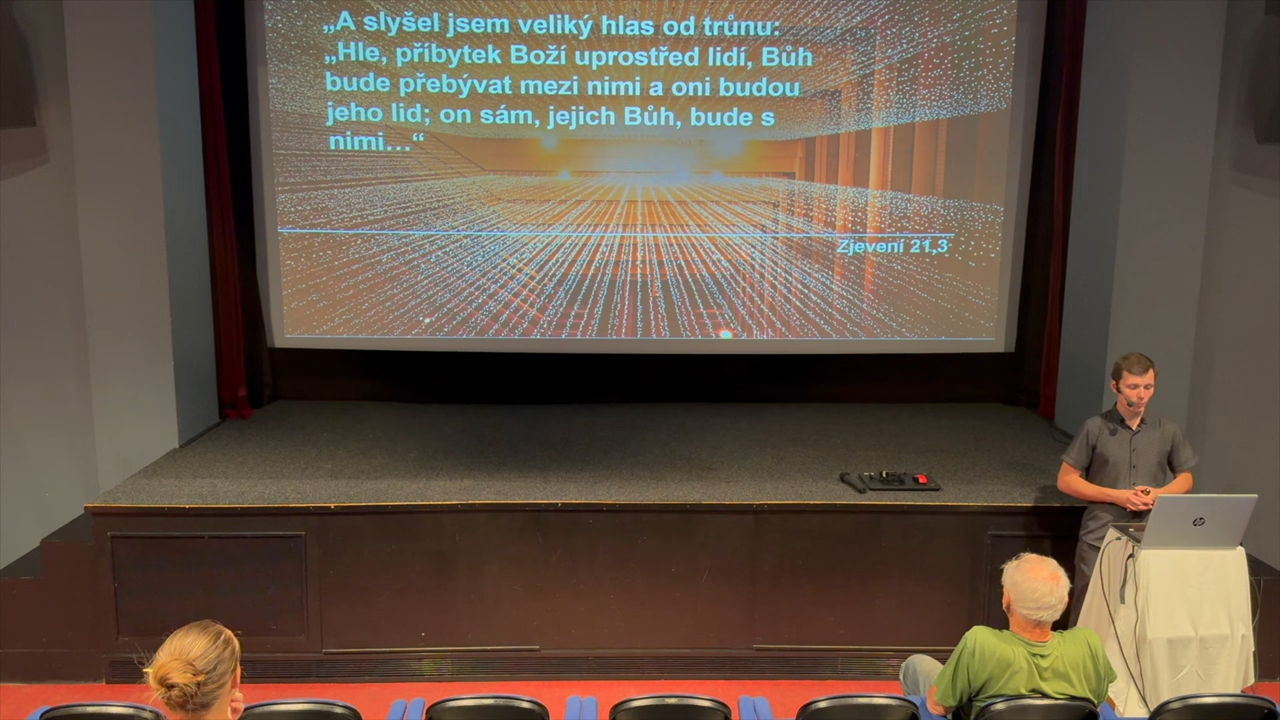 „A slyšel jsem veliký hlas od trůnu:
„Hle, příbytek Boží uprostřed lidí, Bůh
bude přebývat mezi nimi a oni budou
jeho lid; on sám, jejich Bůh, bude s
nimi…“
Zjevení 21,3
hp